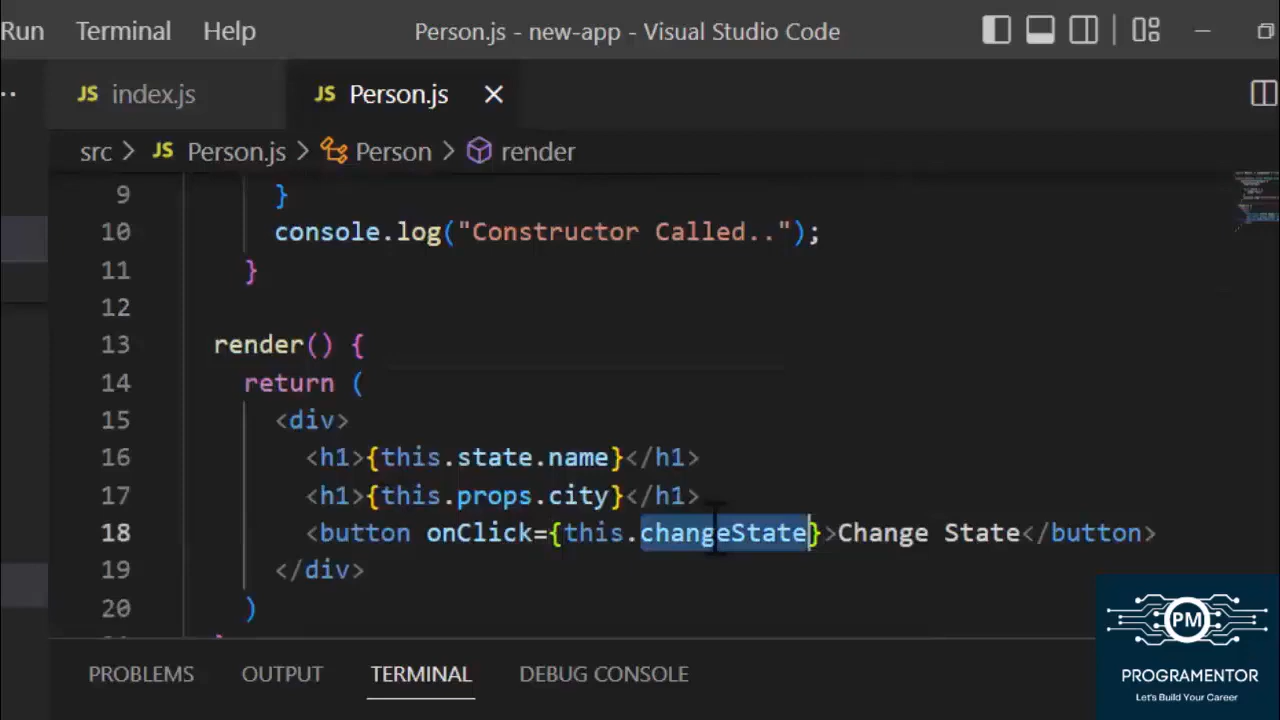 Run Terminal Help Person.js - new-app - Visual Studio Code
JS index.js JS Person.js
src > JS Person.js > Person > render
9 }
10 console.log("Constructor Called..");
11 }
12
13 render() {
14 return (
15 <div>
16 <h1>{this.state.name}</h1>
17 <h1>{this.props.city}</h1>
18 <button onClick={this.changeState}>Change State</button>
19 </div>
20 )
PROBLEMS OUTPUT TERMINAL DEBUG CONSOLE
PM
PROGRAMENTOR
Let's Build Your Career